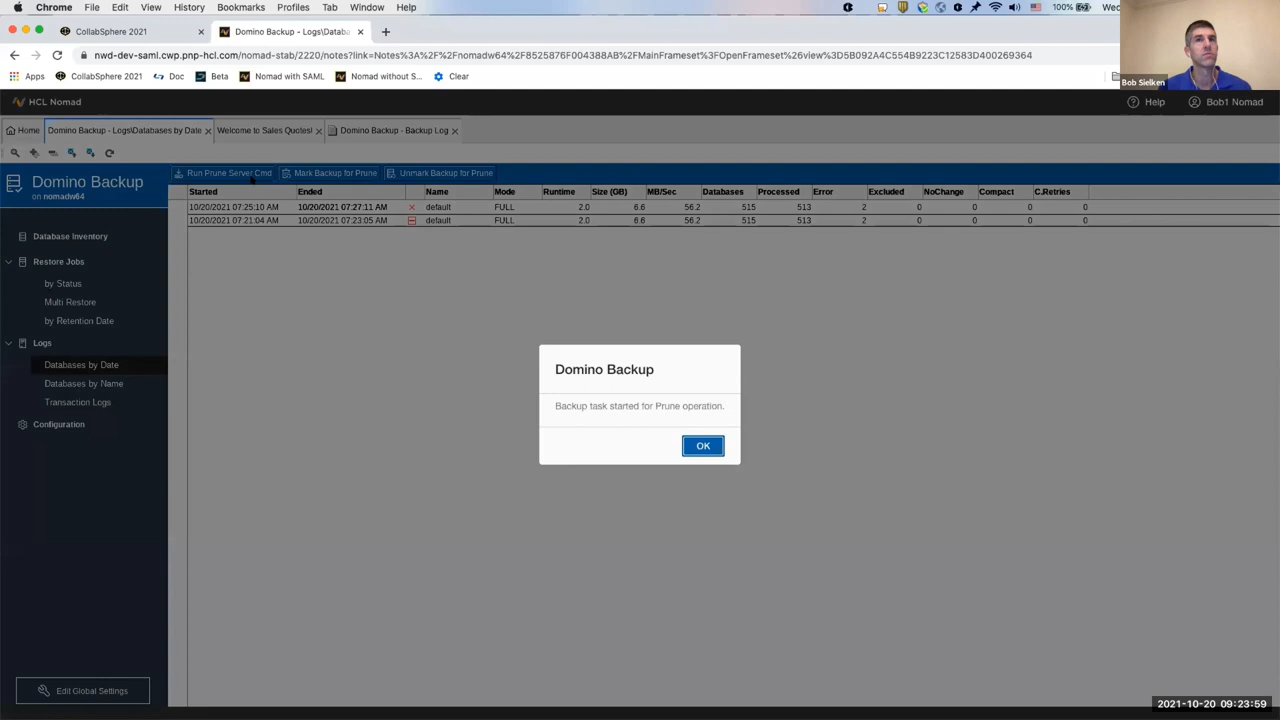 Chrome File Edit View History Bookmarks Profiles Tab Window Help 100% Wed
CollabSphere 2021 Domino Backup - Logs\Databa
nwd-dev-saml.cwp.pnp-hcl.com/nomad-stab/2220/notes?link=Notes%3A%2F%2Fnomadw64%2F8525876F004388AB%2FMainFrameset%3FOpenFrameset%26view%3D5B092A4C554B9223C12583D400269364
Apps CollabSphere 2021 Doc Beta Nomad with SAML Nomad without S... Clear
Bob Sielken
HCL Nomad Help Bob1 Nomad
Home Domino Backup - Logs\Databases by Date Welcome to Sales Quotes! Domino Backup - Backup Log
Domino Backup
on nomadw64
Run Prune Server Cmd Mark Backup for Prune Unmark Backup for Prune
Started Ended Name Mode Runtime Size (GB) MB/Sec Databases Processed Error Excluded NoChange Compact C.Retries
10/20/2021 07:25:10 AM 10/20/2021 07:27:11 AM default FULL 2.0 6.6 56.2 515 513 2 0 0 0 0
10/20/2021 07:21:04 AM 10/20/2021 07:23:05 AM default FULL 2.0 6.6 56.2 515 513 2 0 0 0 0
Database Inventory
Restore Jobs
by Status
Multi Restore
by Retention Date
Logs
Databases by Date
Databases by Name
Transaction Logs
Configuration
Edit Global Settings
Domino Backup
Backup task started for Prune operation.
OK
2021-10-20 09:23:59